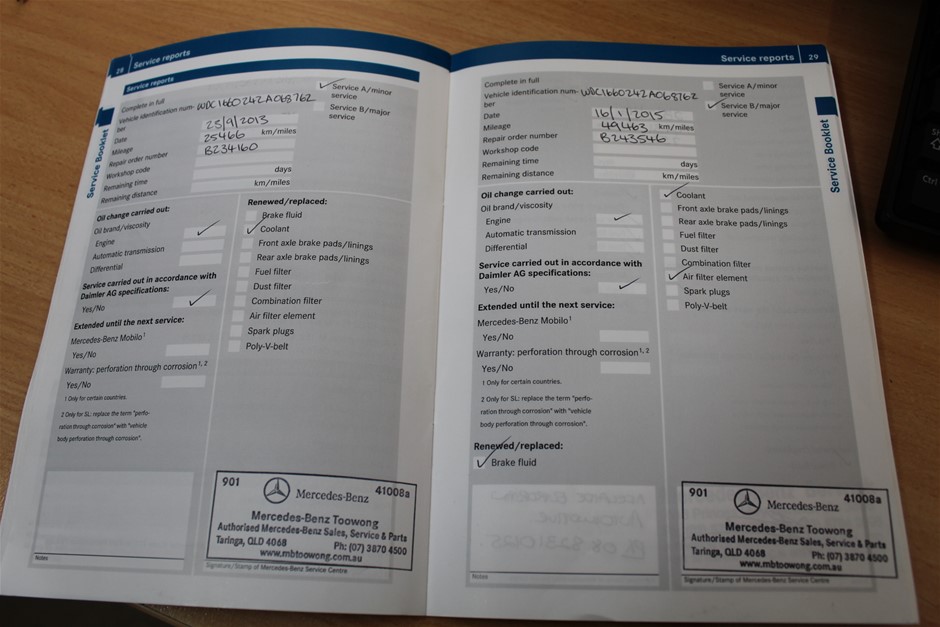 28 Service reports
Service reports
Complete in full
Vehicle identification num- WDC1660242A068762
ber
Date 23/9/2013
Mileage 25466 km/miles
Repair order number B234160
Workshop code
Remaining time days
Remaining distance km/miles
Service A/minor
service
Service B/major
service
Service Booklet
Oil change carried out:
Oil brand/viscosity
Engine
Automatic transmission
Differential
Service carried out in accordance with
Daimler AG specifications:
Yes/No
Extended until the next service:
Mercedes-Benz Mobilo1
Yes/No
Warranty: perforation through corrosion1, 2
Yes/No
1 Only for certain countries.
2 Only for SL: replace the term "perfo-
ration through corrosion" with "vehicle
body perforation through corrosion".
Renewed/replaced:
Brake fluid
Coolant
Front axle brake pads/linings
Rear axle brake pads/linings
Fuel filter
Dust filter
Combination filter
Air filter element
Spark plugs
Poly-V-belt
Notes
901 Mercedes-Benz 41008a
Mercedes-Benz Toowong
Authorised Mercedes-Benz Sales, Service & Parts
Taringa, QLD 4068 Ph: (07) 3870 4500
www.mbtoowong.com.au
Signature/Stamp of Mercedes-Benz Service Centre
Service reports 29
Complete in full
Vehicle identification num- WDC1660242A068762
ber
Date 16/1/2015
Mileage 49463 km/miles
Repair order number B243546
Workshop code
Remaining time days
Remaining distance km/miles
Service A/minor
service
Service B/major
service
Service Booklet
Oil change carried out:
Oil brand/viscosity
Engine
Automatic transmission
Differential
Service carried out in accordance with
Daimler AG specifications:
Yes/No
Extended until the next service:
Mercedes-Benz Mobilo1
Yes/No
Warranty: perforation through corrosion1, 2
Yes/No
1 Only for certain countries.
2 Only for SL: replace the term "perfo-
ration through corrosion" with "vehicle
body perforation through corrosion".
Renewed/replaced:
Brake fluid
Coolant
Front axle brake pads/linings
Rear axle brake pads/linings
Fuel filter
Dust filter
Combination filter
Air filter element
Spark plugs
Poly-V-belt
Notes
901 Mercedes-Benz 41008a
Mercedes-Benz Toowong
Authorised Mercedes-Benz Sales, Service & Parts
Taringa, QLD 4068 Ph: (07) 3870 4500
www.mbtoowong.com.au
Signature/Stamp of Mercedes-Benz Service Centre
Ctrl